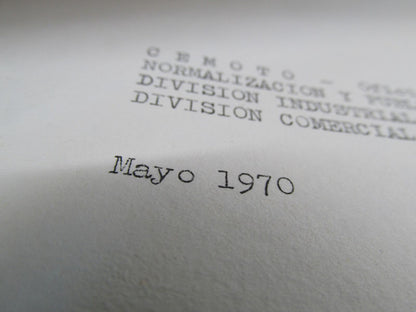 C E M O T O -
NORMALIZACION Y
DIVISION INDUSTRIAL
DIVISION COMERCIAL
Mayo 1970